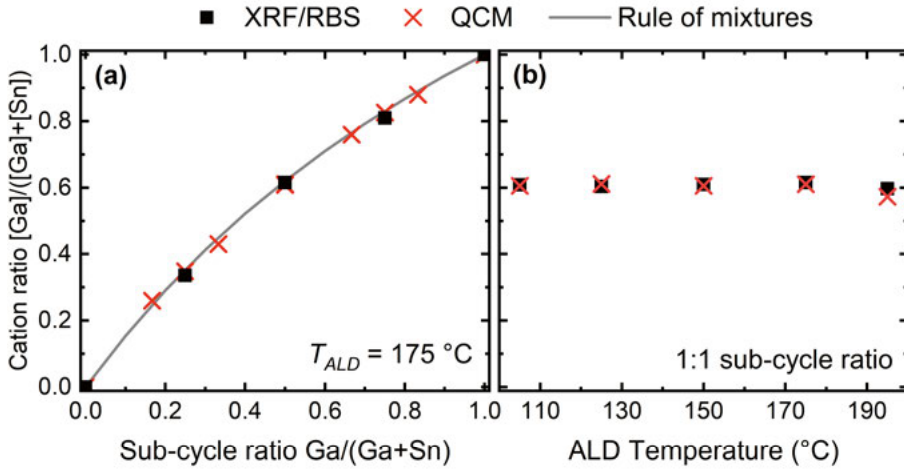 XRF/RBS QCM Rule of mixtures
(a) (b)
Cation ratio [Ga]/([Ga]+[Sn])
1.0
0.8
0.6
0.4
0.2
0.0
T_ALD = 175 °C
1:1 sub-cycle ratio
0.0 0.2 0.4 0.6 0.8 1.0
110 130 150 170 190
Sub-cycle ratio Ga/(Ga+Sn)
ALD Temperature (°C)